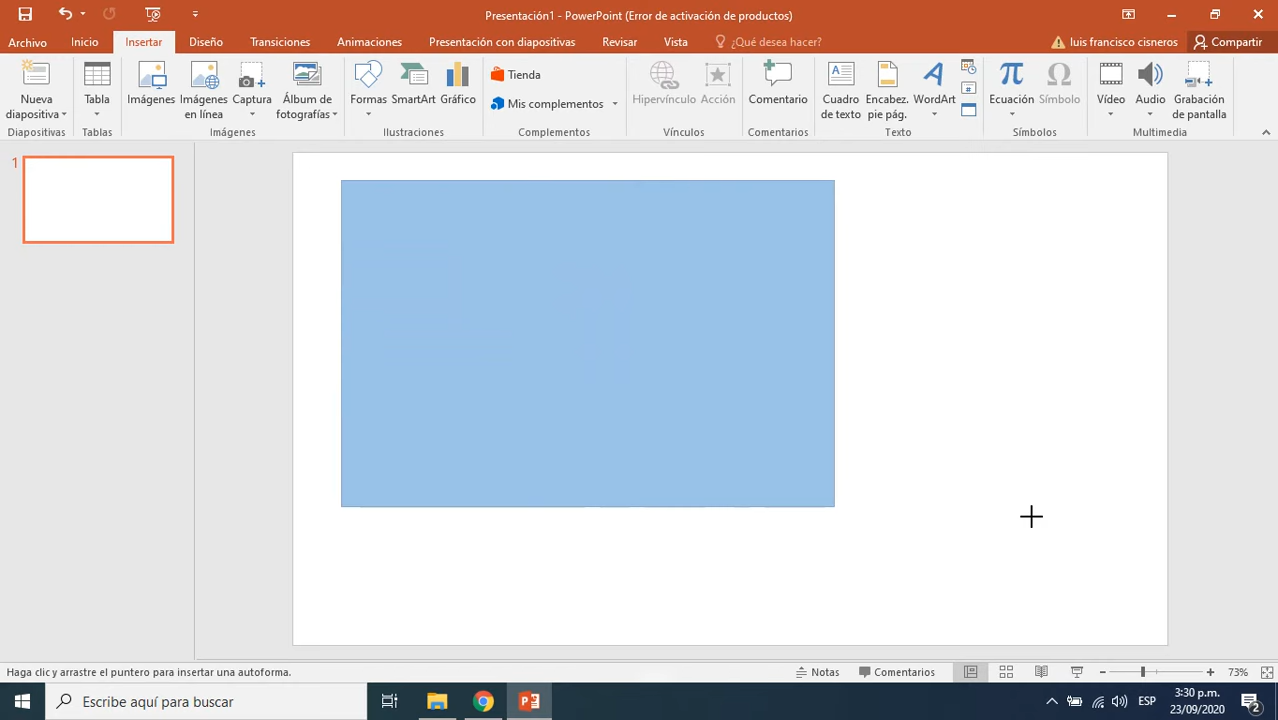 Presentación1 - PowerPoint (Error de activación de productos)
Archivo Inicio Insertar Diseño Transiciones Animaciones Presentación con diapositivas Revisar Vista ¿Qué desea hacer? luis francisco cisneros Compartir
Nueva diapositiva
Tabla
Imágenes
Imágenes en línea
Captura
Álbum de fotografías
Formas
SmartArt
Gráfico
Tienda
Mis complementos
Hipervínculo
Acción
Comentario
Cuadro de texto
Encabez. pie pág.
WordArt
Ecuación
Símbolo
Vídeo
Audio
Grabación de pantalla
Diapositivas Tablas Imágenes Ilustraciones Complementos Vínculos Comentarios Texto Símbolos Multimedia
1
Haga clic y arrastre el puntero para insertar una autoforma. Notas Comentarios 73%
Escribe aquí para buscar
ESP
3:30 p.m.
23/09/2020
2